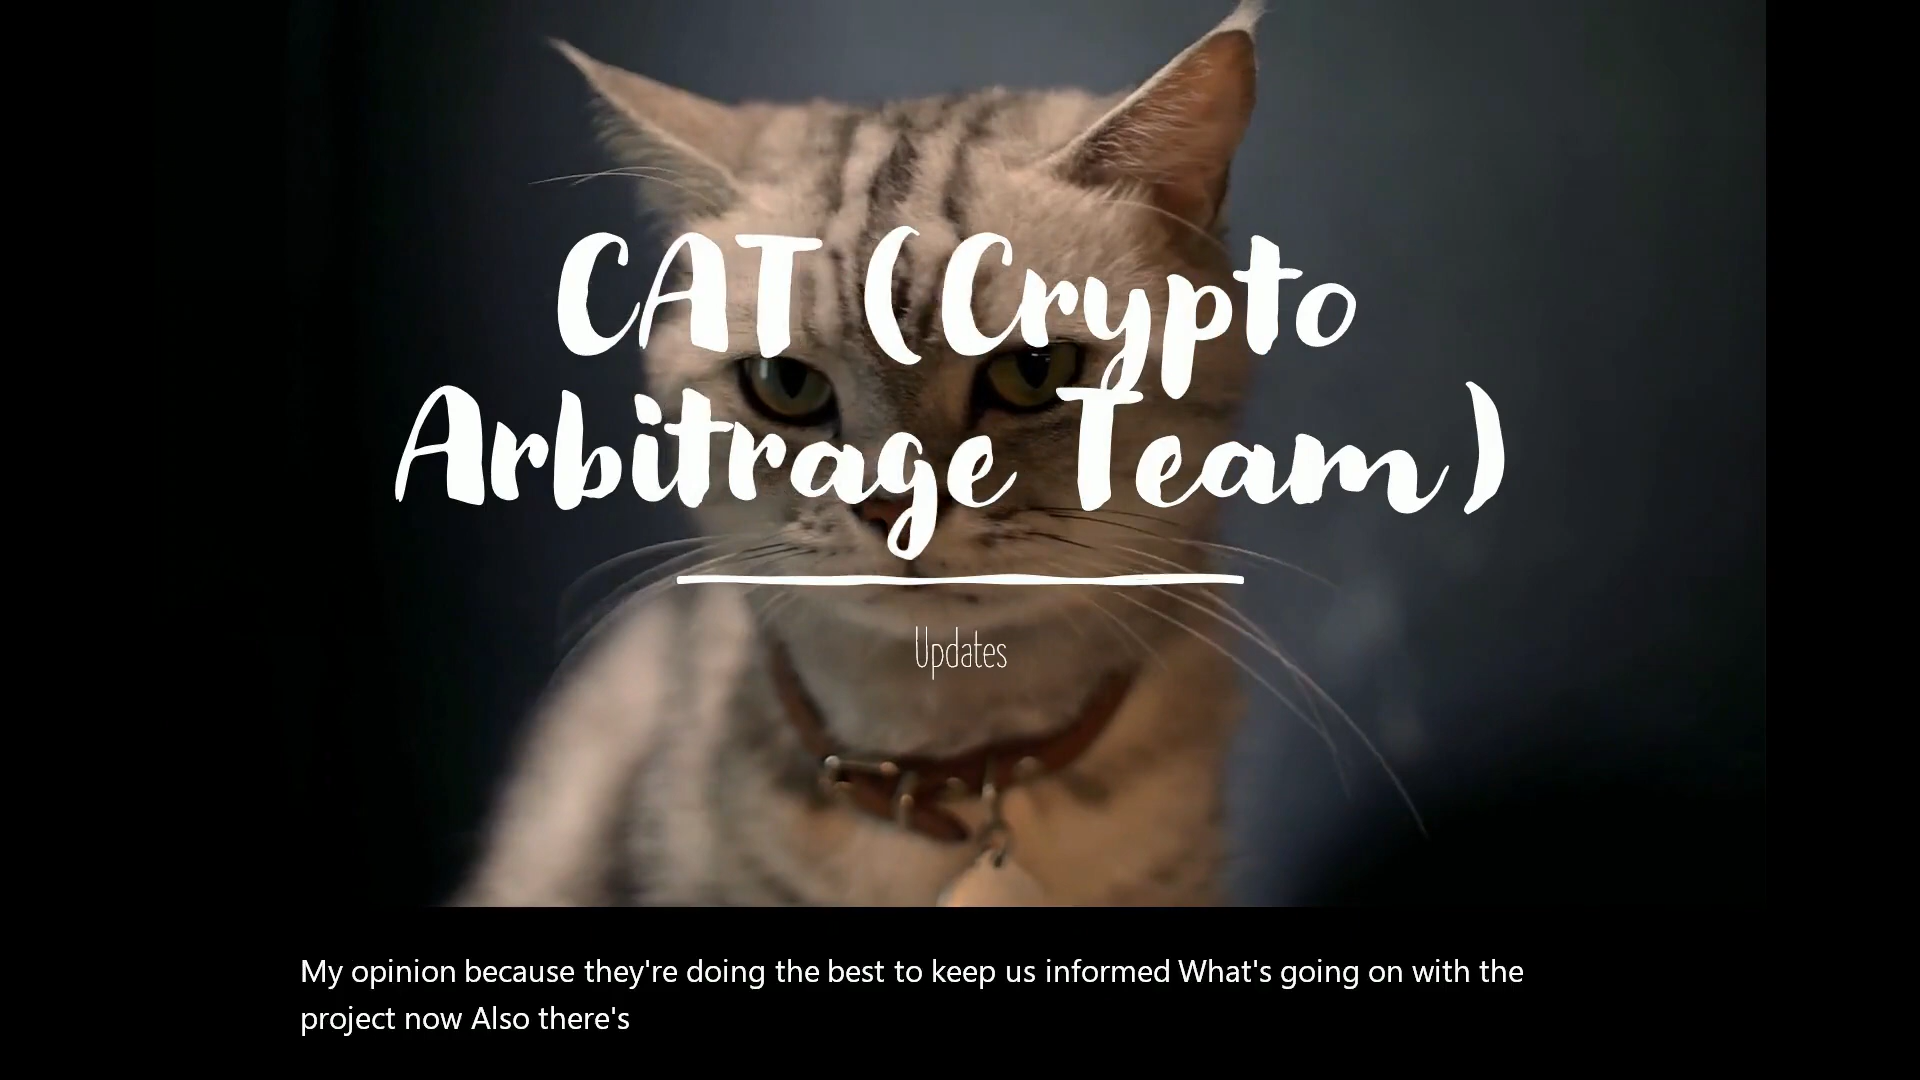 CAT (Crypto
Arbitrage Team)
Updates
My opinion because they're doing the best to keep us informed What's going on with the
project now Also there's